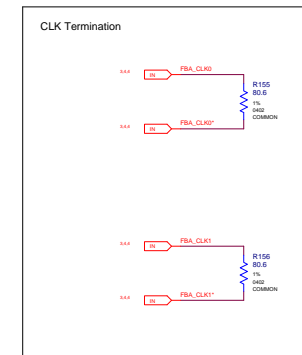 CLK Termination
3,4,4 IN FBA_CLK0
R155
80.6
1%
0402
COMMON
3,4,4 IN FBA_CLK0*
3,4,4 IN FBA_CLK1
R156
80.6
1%
0402
COMMON
3,4,4 IN FBA_CLK1*